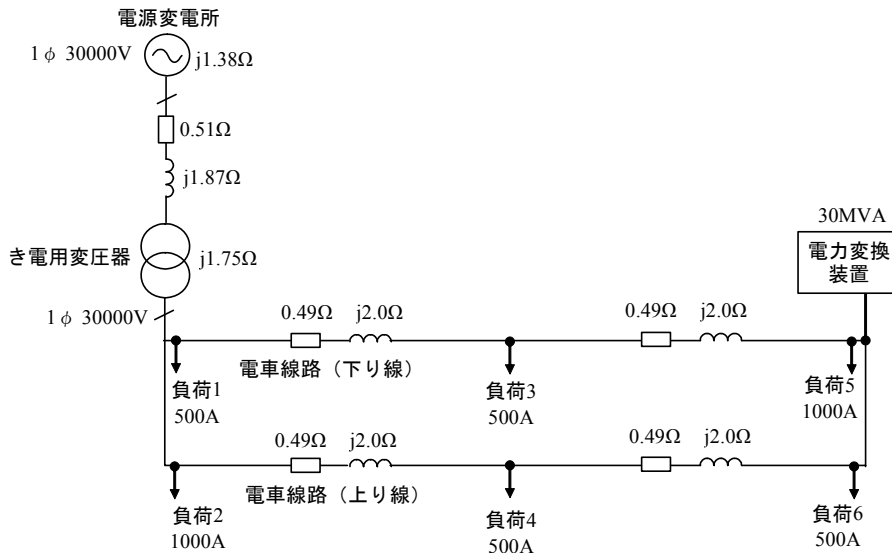 電源変電所
1φ 30000V
j1.38Ω
0.51Ω
j1.87Ω
き電用変圧器
j1.75Ω
1φ 30000V
30MVA
電力変換
装置
0.49Ω
j2.0Ω
0.49Ω
j2.0Ω
負荷1
500A
電車線路（下り線）
負荷3
500A
負荷5
1000A
0.49Ω
j2.0Ω
0.49Ω
j2.0Ω
負荷2
1000A
電車線路（上り線）
負荷4
500A
負荷6
500A